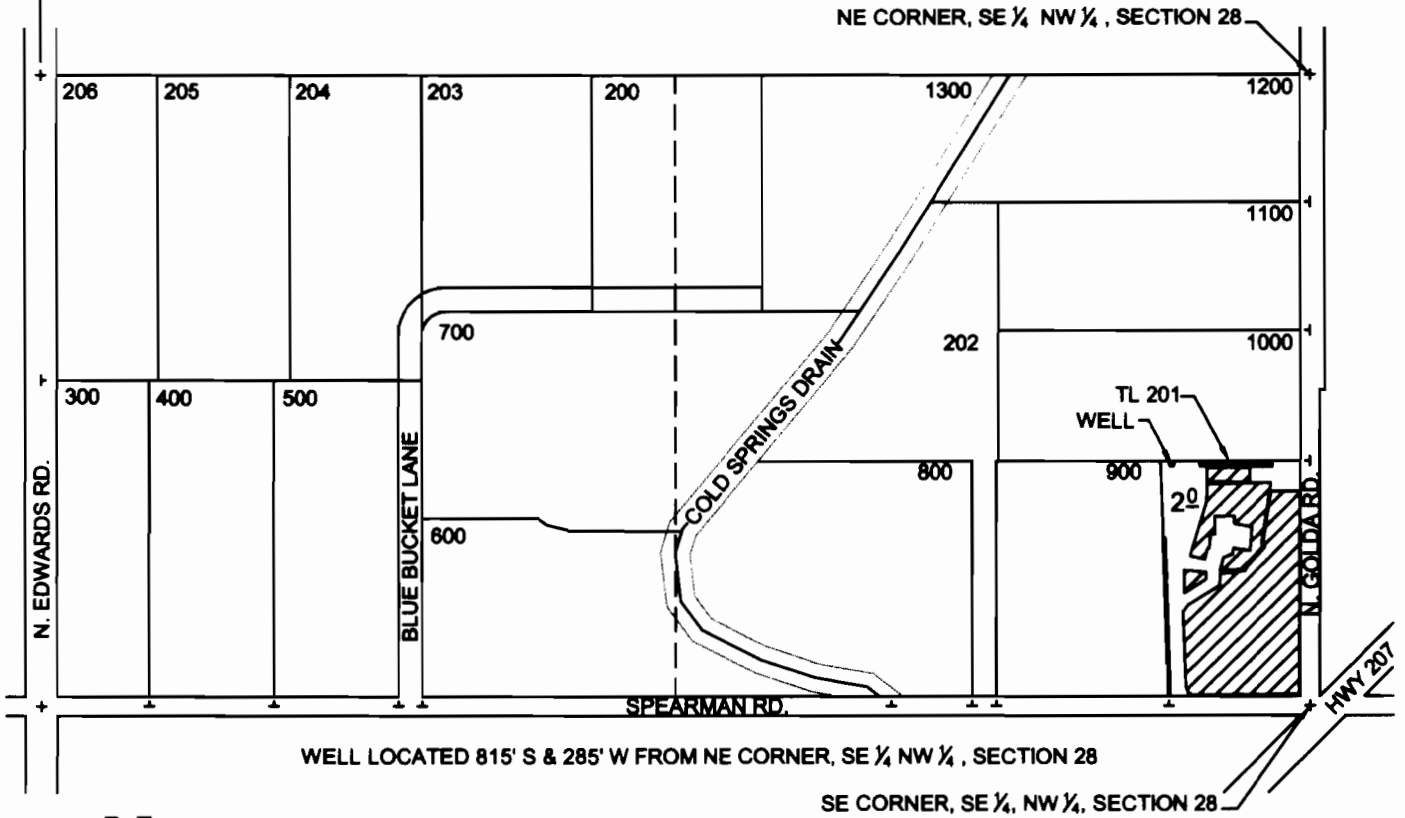 NE CORNER, SE ¼ NW ¼ , SECTION 28
206
205
204
203
200
1300
1200
1100
700
202
1000
300
400
500
TL 201
WELL
COLD SPRINGS DRAIN
800
900
2º
600
N. EDWARDS RD.
BLUE BUCKET LANE
N. GOLDA RD.
HWY 207
SPEARMAN RD.
WELL LOCATED 815' S & 285' W FROM NE CORNER, SE ¼ NW ¼ , SECTION 28
SE CORNER, SE ¼, NW ¼, SECTION 28